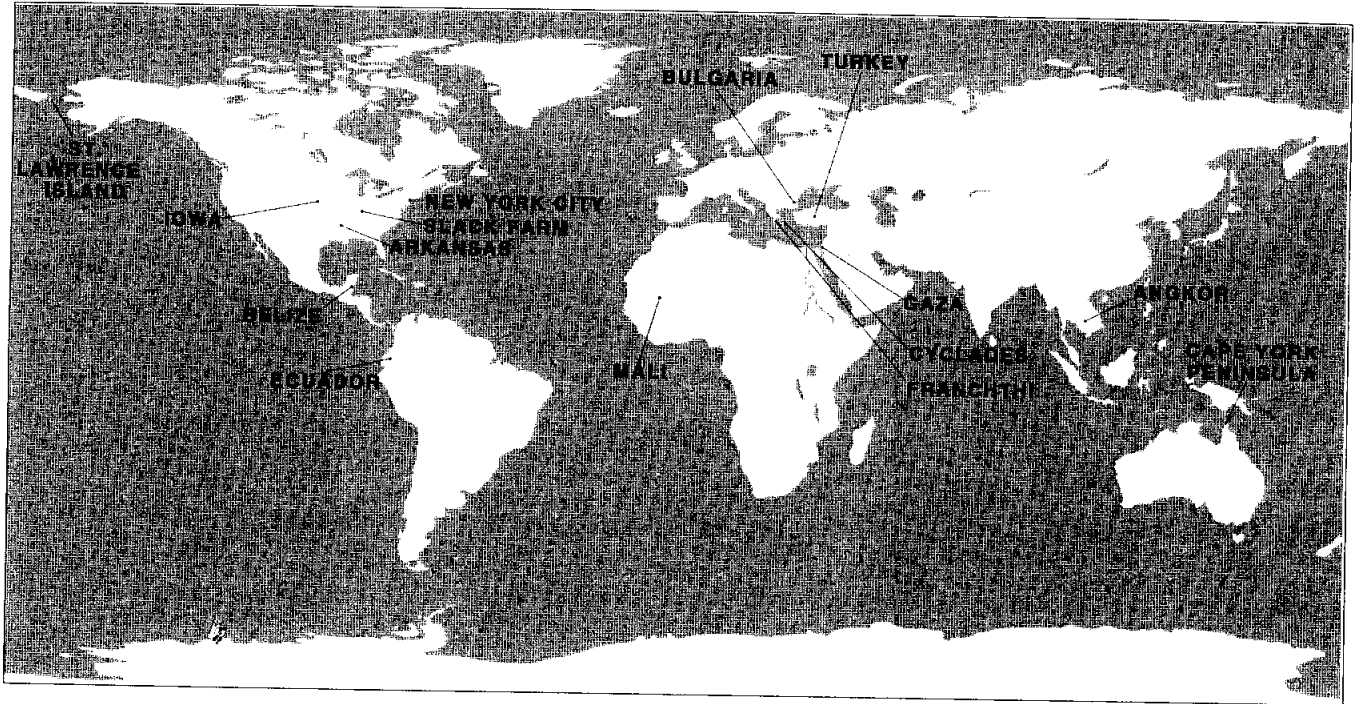 TURKEY
BULGARIA
ST.
LAWRENCE
ISLAND
IOWA
NEW YORK CITY
SLACK FARM
ARKANSAS
BELIZE
ECUADOR
MALI
GAZA
ANGKOR
CYCLADES
FRANCHTHI
CAPE YORK
PENINSULA